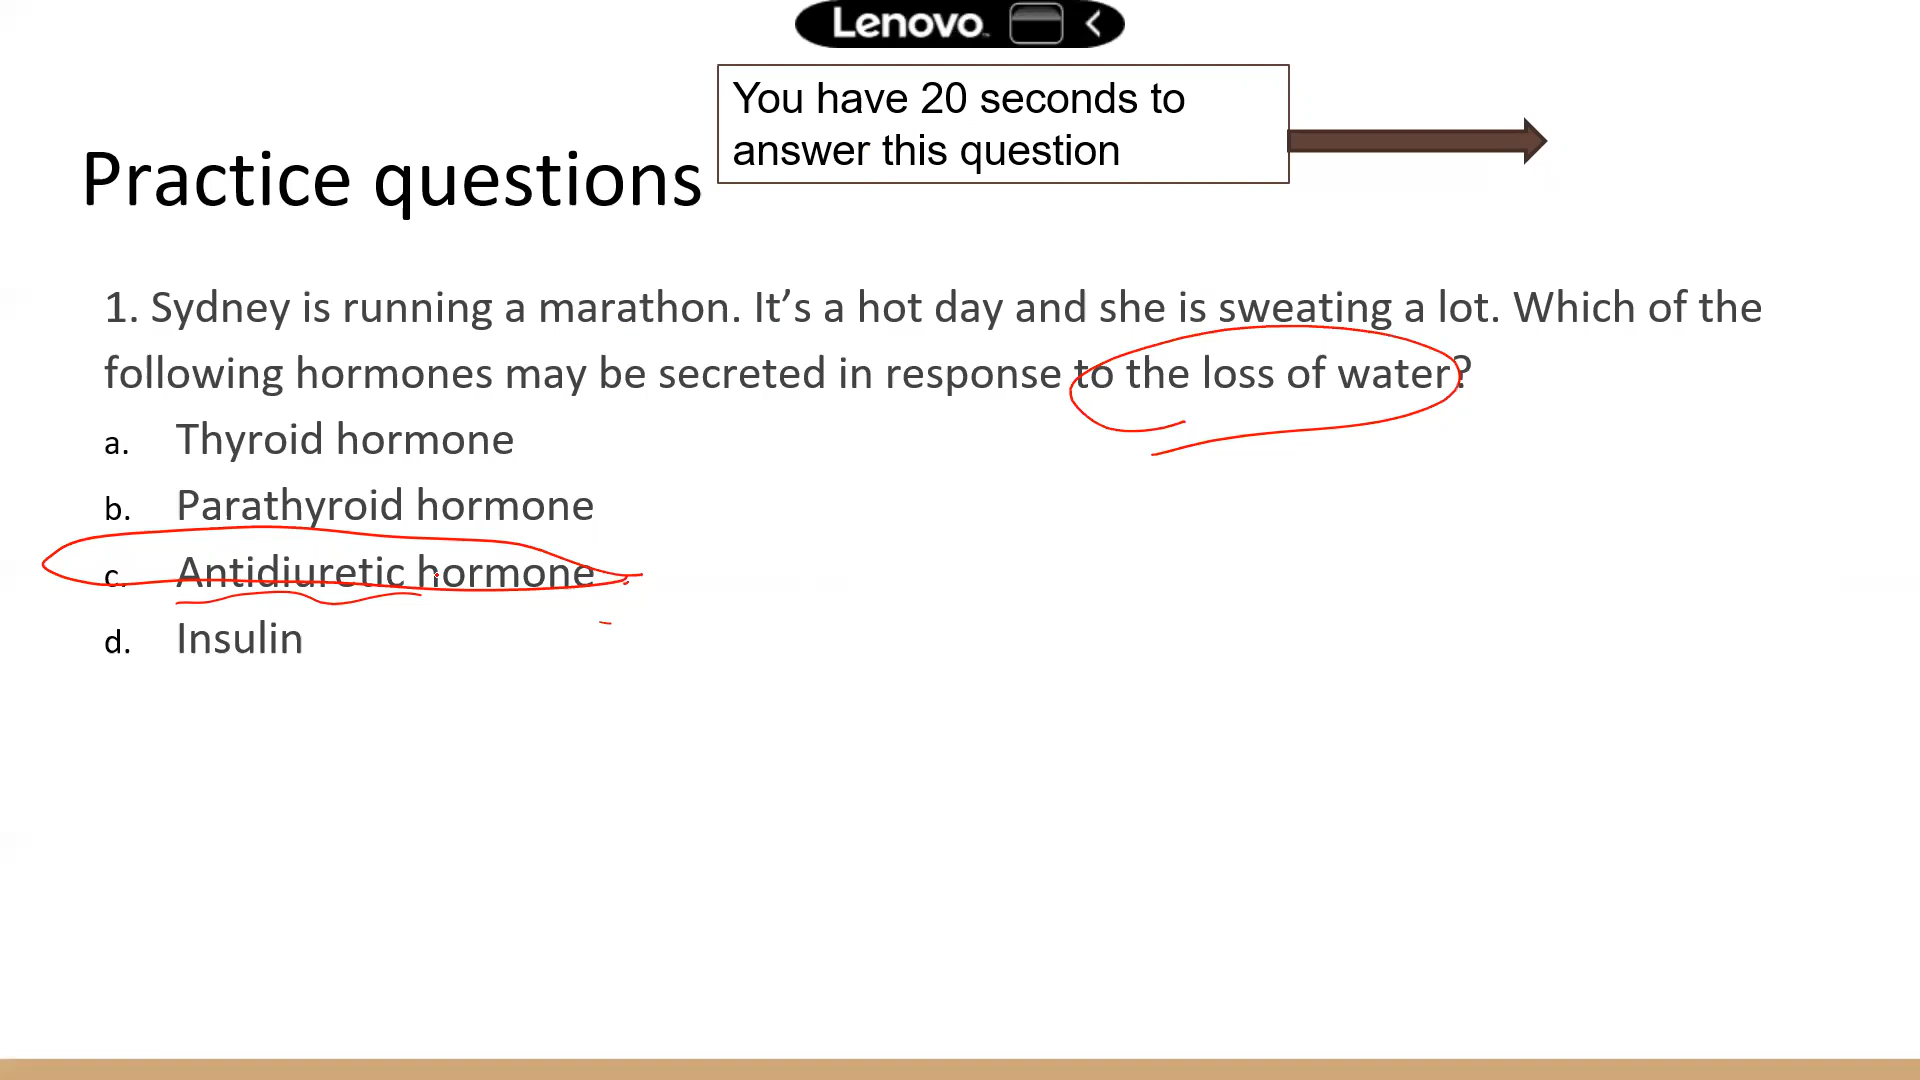 Lenovo
You have 20 seconds to
answer this question
Practice questions
1. Sydney is running a marathon. It’s a hot day and she is sweating a lot. Which of the
following hormones may be secreted in response to the loss of water?
a. Thyroid hormone
b. Parathyroid hormone
c. Antidiuretic hormone
d. Insulin